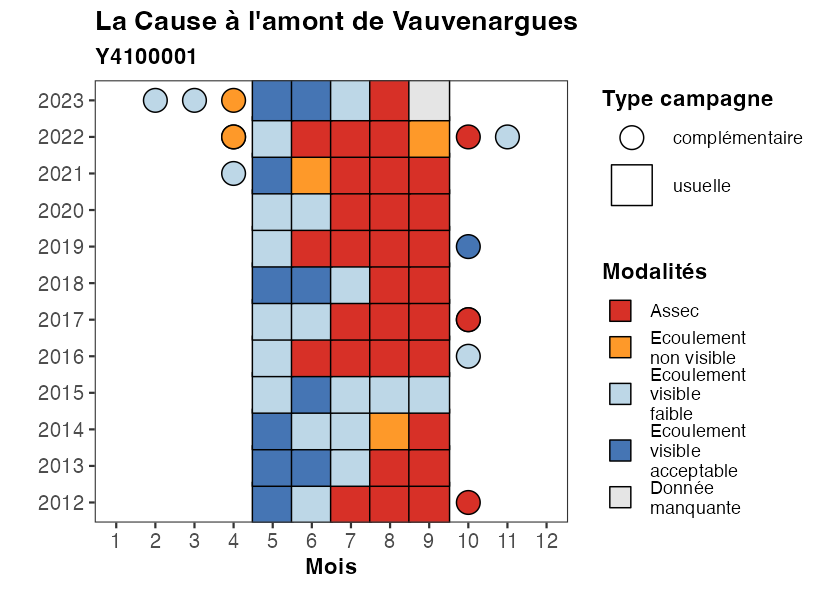 La Cause à l'amont de Vauvenargues
Y4100001
2023
2022
2021
2020
2019
2018
2017
2016
2015
2014
2013
2012
1 2 3 4 5 6 7 8 9 10 11 12
Mois
Type campagne
complémentaire
usuelle
Modalités
Assec
Ecoulement
non visible
Ecoulement
visible
faible
Ecoulement
visible
acceptable
Donnée
manquante